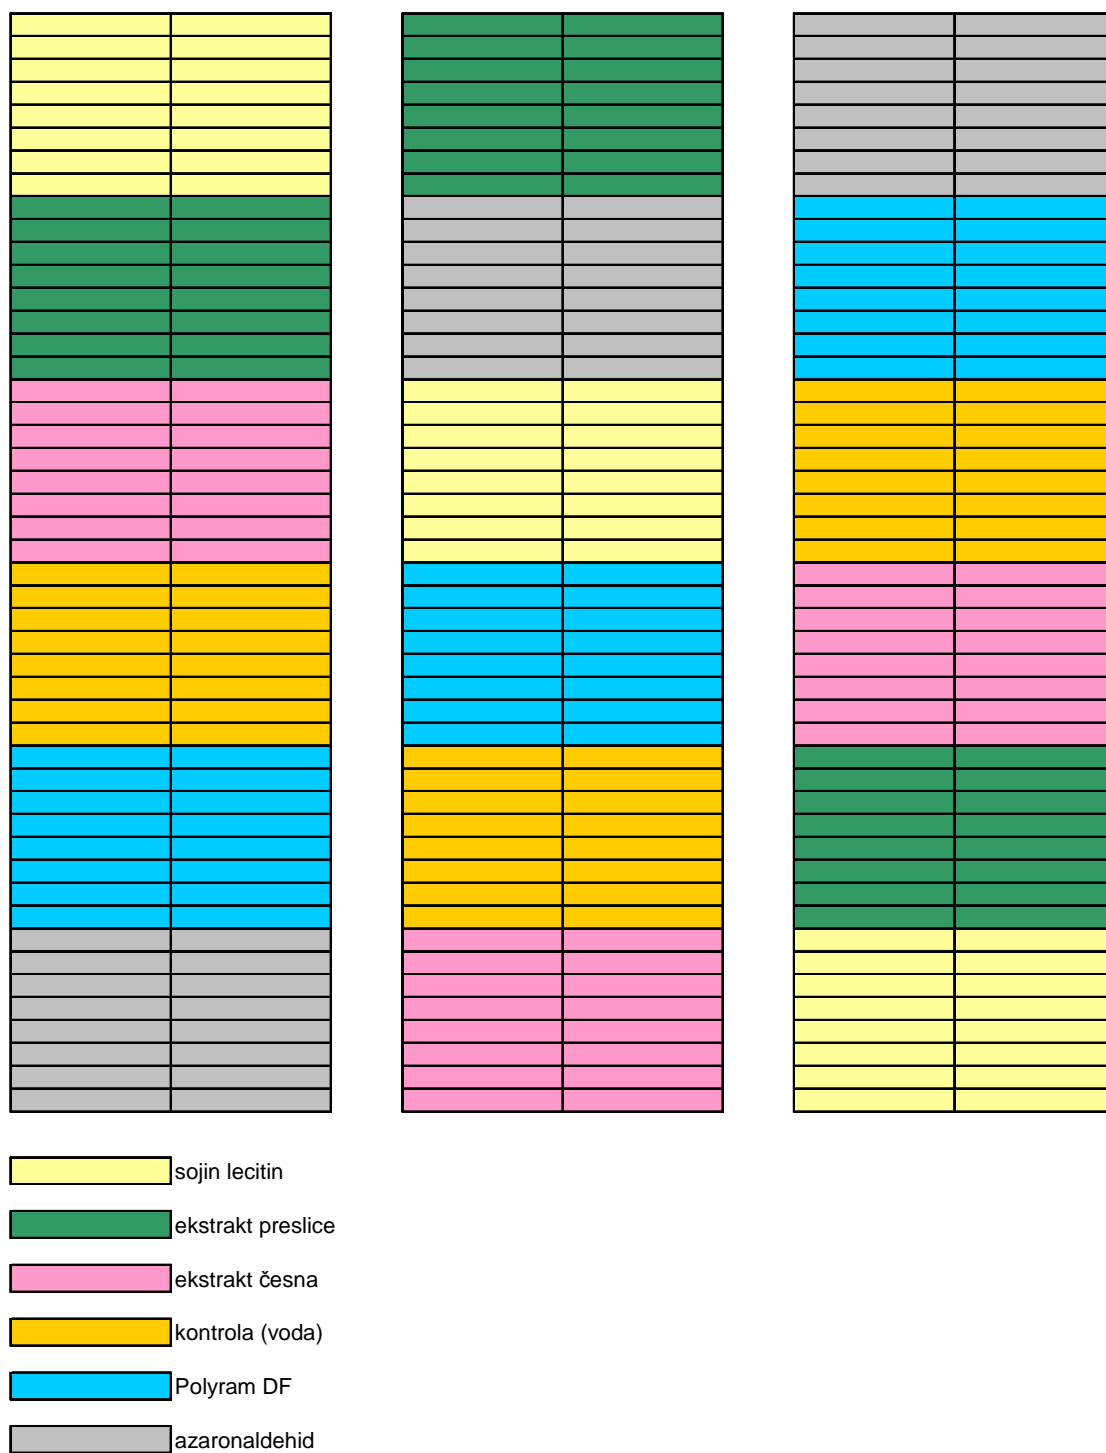 sojin lecitin
ekstrakt preslice
ekstrakt česna
kontrola (voda)
Polyram DF
azaronaldehid